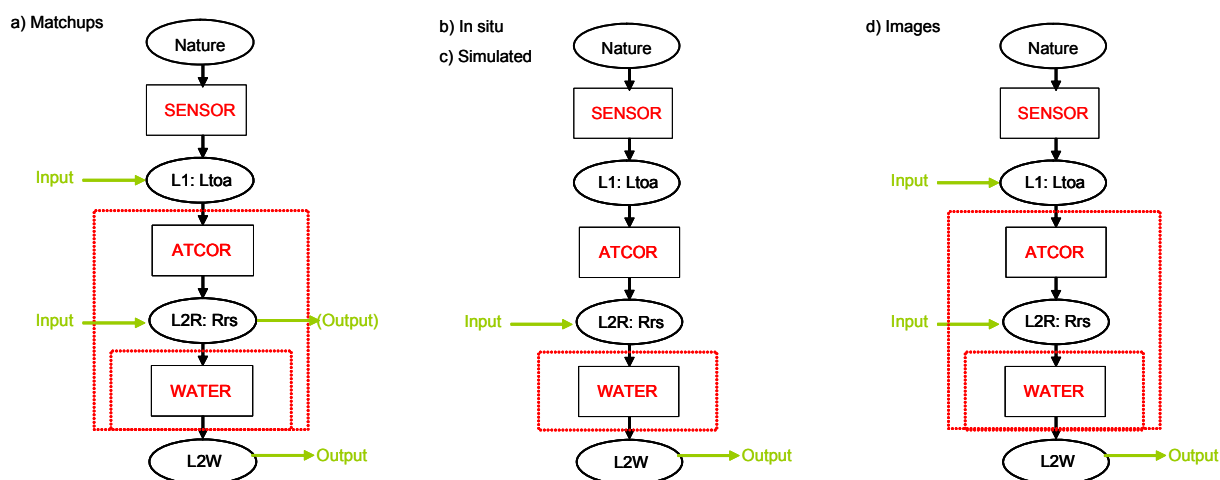 a) Matchups
Nature
SENSOR
Input
L1: Ltoa
ATCOR
Input
L2R: Rrs
(Output)
WATER
L2W
Output
b) In situ
c) Simulated
Nature
SENSOR
L1: Ltoa
ATCOR
Input
L2R: Rrs
WATER
L2W
Output
d) Images
Nature
SENSOR
Input
L1: Ltoa
ATCOR
Input
L2R: Rrs
WATER
L2W
Output